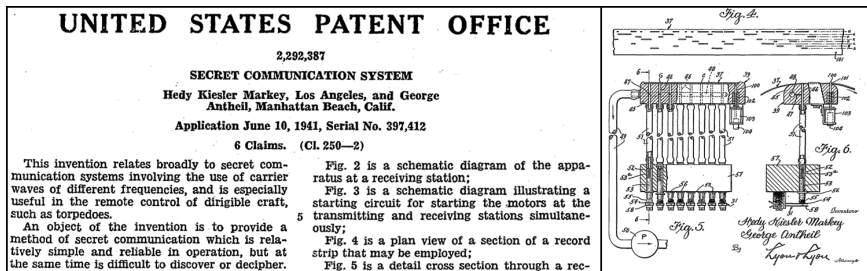 UNITED STATES PATENT OFFICE
2,292,387
SECRET COMMUNICATION SYSTEM
Hedy Kiesler Markey, Los Angeles, and George
Antheil, Manhattan Beach, Calif.
Application June 10, 1941, Serial No. 397,412
6 Claims. (Cl. 250—2)
This invention relates broadly to secret com-
munication systems involving the use of carrier
waves of different frequencies, and is especially
useful in the remote control of dirigible craft,
such as torpedoes.
An object of the invention is to provide a
method of secret communication which is rela-
tively simple and reliable in operation, but at
the same time is difficult to discover or decipher.
Fig. 2 is a schematic diagram of the appa-
ratus at a receiving station;
Fig. 3 is a schematic diagram illustrating a
starting circuit for starting the motors at the
5 transmitting and receiving stations simultane-
ously;
Fig. 4 is a plan view of a section of a record
strip that may be employed;
Fig. 5 is a detail cross section through a rec-
Fig. 4.
37
101
Fig. 5.
Fig. 6.
57
P
Inventors
Hedy Kiesler Markey
George Antheil
By Lyon & Lyon
Attorneys